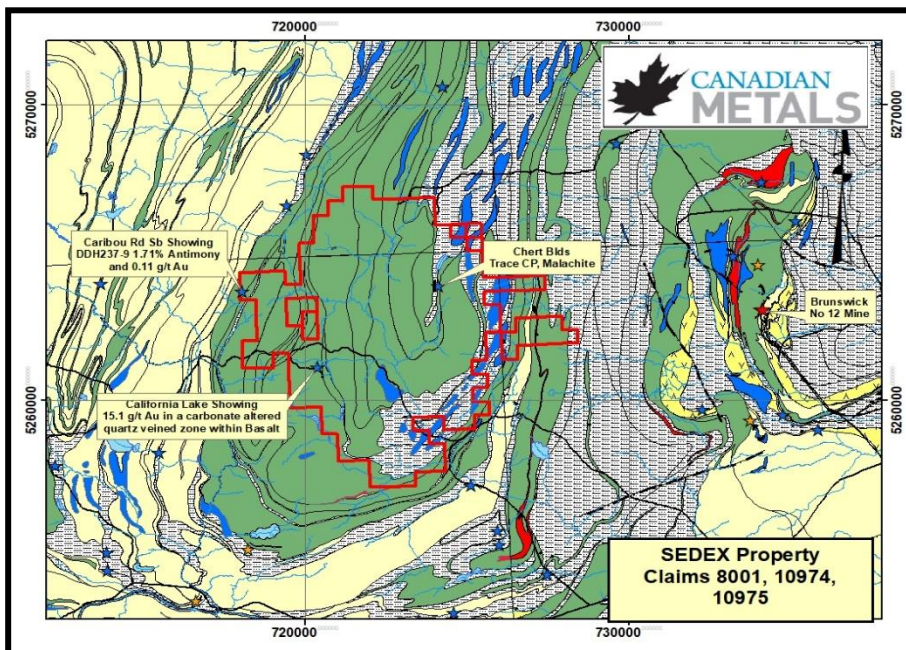 720000
730000
CANADIAN
METALS
5270000
5270000
Caribou Rd Sb Showing
DDH237-9 1.71% Antimony
and 0.11 g/t Au
Chert Blds
Trace CP, Malachite
Brunswick
No 12 Mine
California Lake Showing
15.1 g/t Au in a carbonate altered
quartz veined zone within Basalt
5260000
5260000
SEDEX Property
Claims 8001, 10974,
10975
720000
730000